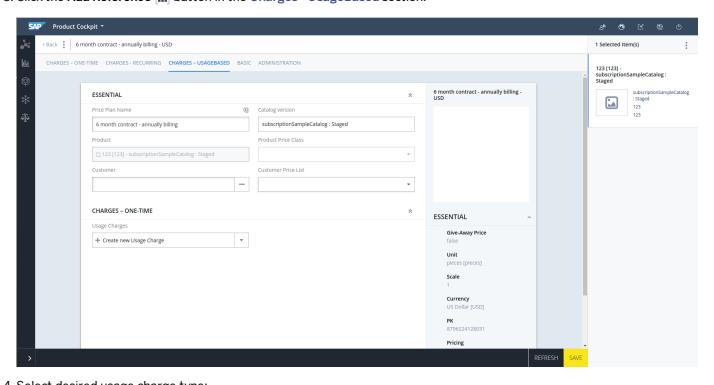 3. Click the Add Reference [...] button in the Charges - UsageBased section.
SAP Product Cockpit
‹ Back 6 month contract - annually billing - USD
1 Selected Item(s)
CHARGES – ONE-TIME CHARGES - RECURRING CHARGES – USAGEBASED BASIC ADMINISTRATION
123 [123] -
subscriptionSampleCatalog :
Staged
subscriptionSampleCatalog
: Staged
123
123
ESSENTIAL
6 month contract - annually billing -
USD
Price Plan Name Catalog version
6 month contract - annually billing subscriptionSampleCatalog : Staged
Product Product Price Class
123 [123] - subscriptionSampleCatalog : Staged
Customer Customer Price List
CHARGES – ONE-TIME
Usage Charges
+ Create new Usage Charge
ESSENTIAL
Give-Away Price
false
Unit
pieces [pieces]
Scale
1
Currency
US Dollar [USD]
PK
8796224126031
Pricing
REFRESH SAVE
4. Select desired usage charge type: